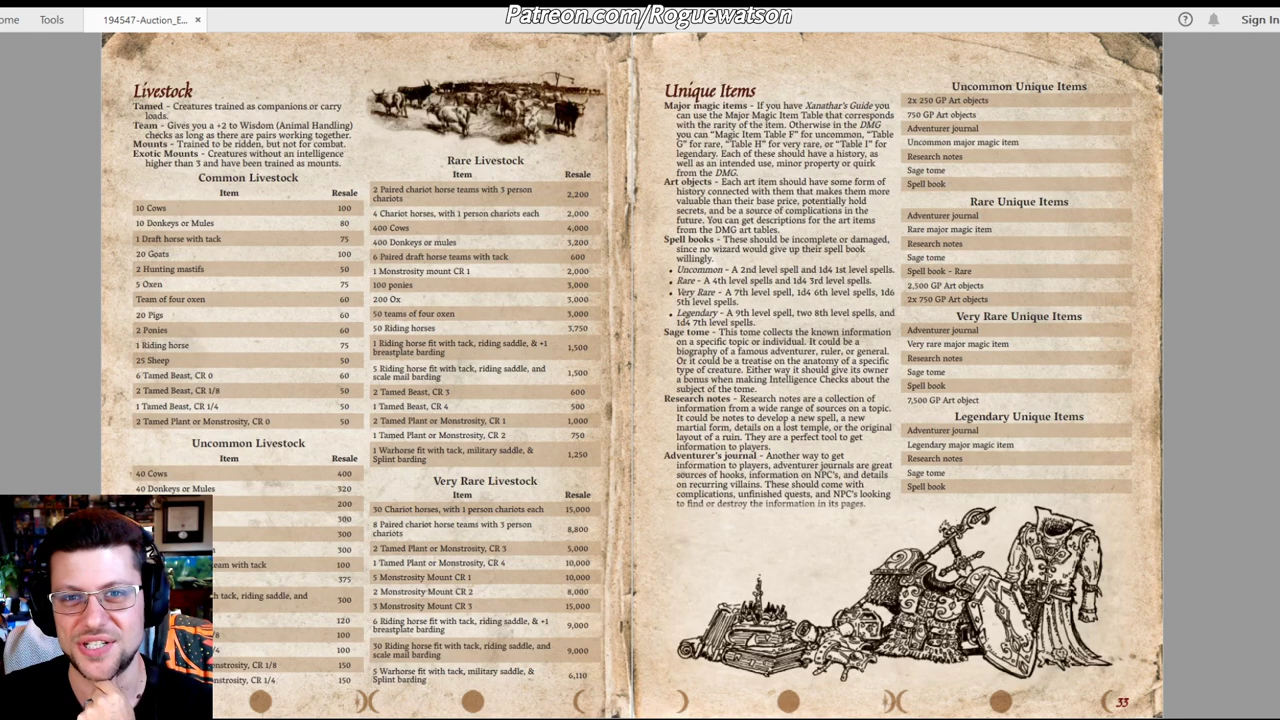 Patreon.com/Roguewatson
ome
Tools
194547-Auction_E...
×
Sign In
Livestock
Tamed - Creatures trained as companions or carry
loads.
Team - Gives you a +2 to Wisdom (Animal Handling)
checks as long as there are pairs working together.
Mounts - Trained to be ridden, but not for combat.
Exotic Mounts - Creatures without an intelligence
higher than 3 and have been trained as mounts.
Common Livestock
Item Resale
10 Cows 100
10 Donkeys or Mules 80
1 Draft horse with tack 75
20 Goats 100
2 Hunting mastifs 50
5 Oxen 75
Team of four oxen 60
20 Pigs 60
2 Ponies 60
1 Riding horse 75
25 Sheep 50
6 Tamed Beast, CR 0 60
2 Tamed Beast, CR 1/8 50
1 Tamed Beast, CR 1/4 50
2 Tamed Plant or Monstrosity, CR 0 50
Uncommon Livestock
Item Resale
40 Cows 400
40 Donkeys or Mules 320
200
300
300
300
eam with tack 100
375
h tack, riding saddle, and 300
120
/8 100
/4 100
nstrosity, CR 1/8 150
nstrosity, CR 1/4 150
Rare Livestock
Item Resale
2 Paired chariot horse teams with 3 person
chariots 2,200
4 Chariot horses, with 1 person chariots each 2,000
400 Cows 4,000
400 Donkeys or mules 3,200
6 Paired draft horse teams with tack 600
1 Monstrosity mount CR 1 2,000
100 ponies 3,000
200 Ox 3,000
50 teams of four oxen 3,000
50 Riding horses 3,750
1 Riding horse fit with tack, riding saddle, & +1
breastplate barding 1,500
5 Riding horse fit with tack, riding saddle, and
scale mail barding 1,500
2 Tamed Beast, CR 3 600
1 Tamed Beast, CR 4 500
2 Tamed Plant or Monstrosity, CR 1 1,000
1 Tamed Plant or Monstrosity, CR 2 750
1 Warhorse fit with tack, military saddle, &
Splint barding 1,250
Very Rare Livestock
Item Resale
30 Chariot horses, with 1 person chariots each 15,000
8 Paired chariot horse teams with 3 person
chariots 8,800
2 Tamed Plant or Monstrosity, CR 3 5,000
1 Tamed Plant or Monstrosity, CR 4 10,000
5 Monstrosity Mount CR 1 10,000
2 Monstrosity Mount CR 2 8,000
3 Monstrosity Mount CR 3 15,000
6 Riding horse fit with tack, riding saddle, & +1
breastplate barding 9,000
30 Riding horse fit with tack, riding saddle, and
scale mail barding 9,000
5 Warhorse fit with tack, military saddle, &
Splint barding 6,110
Unique Items
Major magic items - If you have Xanathar's Guide you
can use the Major Magic Item Table that corresponds
with the rarity of the item. Otherwise in the DMG
you can "Magic Item Table F" for uncommon, "Table
G" for rare, "Table H" for very rare, or "Table I" for
legendary. Each of these should have a history, as
well as an intended use, minor property or quirk
from the DMG.
Art objects - Each art item should have some form of
history connected with them that makes them more
valuable than their base price, potentially hold
secrets, and be a source of complications in the
future. You can get descriptions for the art items
from the DMG art tables.
Spell books - These should be incomplete or damaged,
since no wizard would give up their spell book
willingly.
• Uncommon - A 2nd level spell and 1d4 1st level spells.
• Rare - A 4th level spells and 1d4 3rd level spells.
• Very Rare - A 7th level spell, 1d4 6th level spells, 1d6
5th level spells.
• Legendary - A 9th level spell, two 8th level spells, and
1d4 7th level spells.
Sage tome - This tome collects the known information
on a specific topic or individual. It could be a
biography of a famous adventurer, ruler, or general.
Or it could be a treatise on the anatomy of a specific
type of creature. Either way it should give its owner
a bonus when making Intelligence Checks about the
subject of the tome.
Research notes - Research notes are a collection of
information from a wide range of sources on a topic.
It could be notes to develop a new spell, a new
martial form, details on a lost temple, or the original
layout of a ruin. They are a perfect tool to get
information to players.
Adventurer's journal - Another way to get
information to players, adventurer journals are great
sources of hooks, information on NPC's, and details
on recurring villains. These should come with
complications, unfinished quests, and NPC's looking
to find or destroy the information in its pages.
Uncommon Unique Items
2x 250 GP Art objects
750 GP Art objects
Adventurer journal
Uncommon major magic item
Research notes
Sage tome
Spell book
Rare Unique Items
Adventurer journal
Rare major magic item
Research notes
Sage tome
Spell book - Rare
2,500 GP Art objects
2x 750 GP Art objects
Very Rare Unique Items
Adventurer journal
Very rare major magic item
Research notes
Sage tome
Spell book
7,500 GP Art object
Legendary Unique Items
Adventurer journal
Legendary major magic item
Research notes
Sage tome
Spell book
33